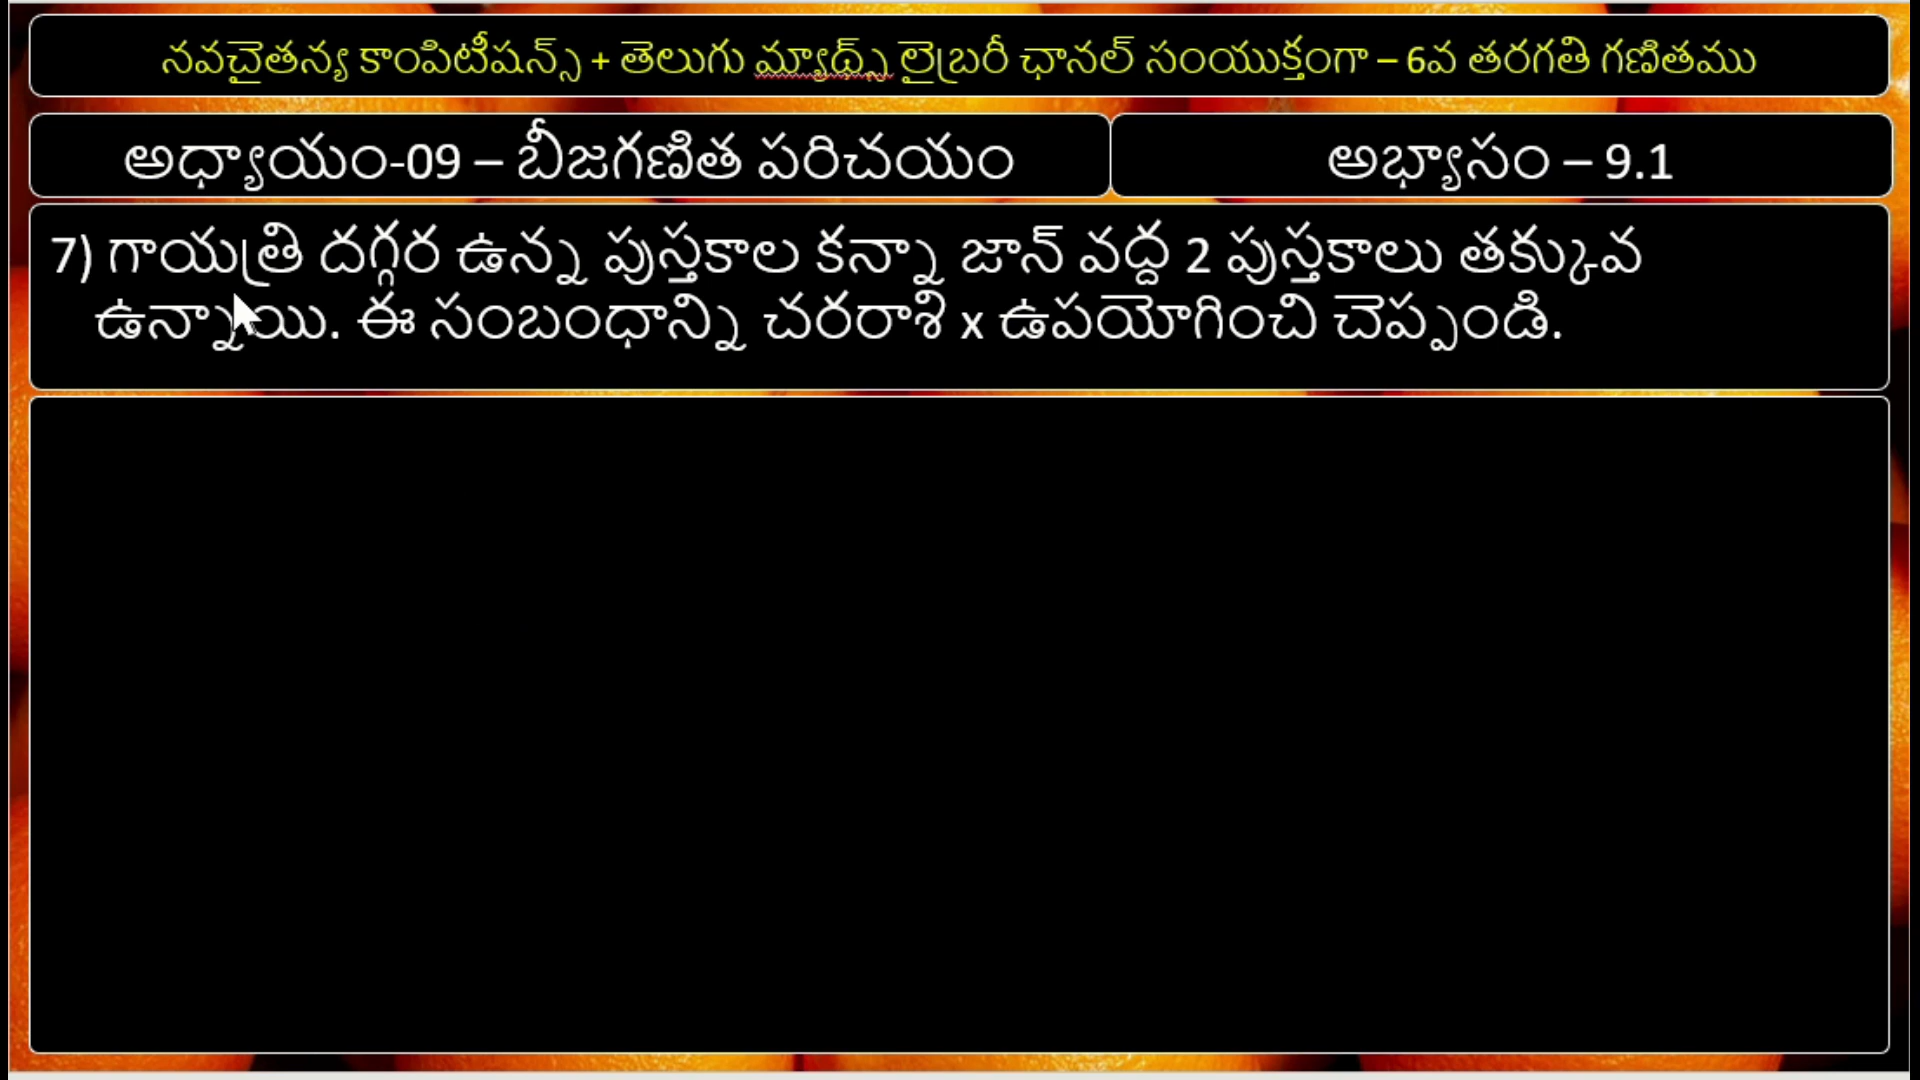 నవచైతన్య కాంపిటీషన్స్ + తెలుగు మ్యాథ్స్ లైబ్రరీ ఛానల్ సంయుక్తంగా – 6వ తరగతి గణితము
అధ్యాయం-09 – బీజగణిత పరిచయం
అభ్యాసం – 9.1
7) గాయత్రి దగ్గర ఉన్న పుస్తకాల కన్నా జాన్ వద్ద 2 పుస్తకాలు తక్కువ
ఉన్నాయి. ఈ సంబంధాన్ని చరరాశి x ఉపయోగించి చెప్పండి.